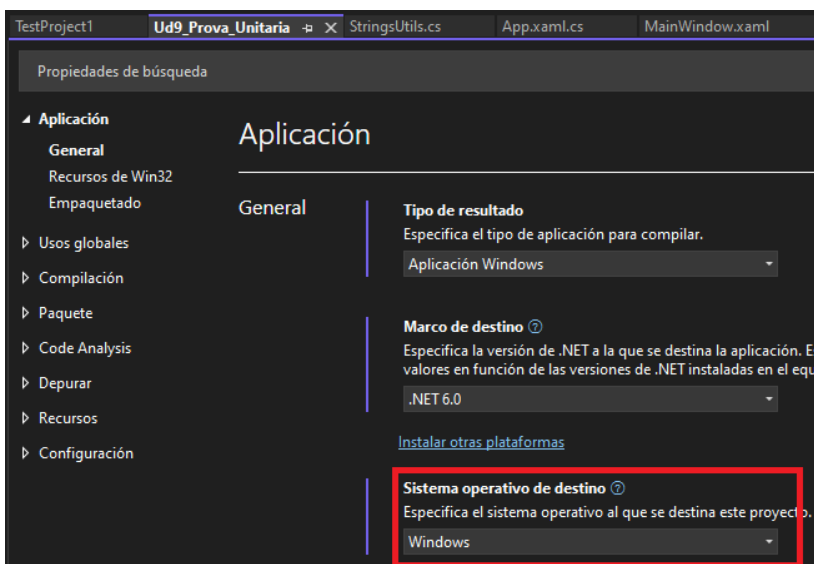 TestProject1 Ud9_Prova_Unitaria StringsUtils.cs App.xaml.cs MainWindow.xaml
Propiedades de búsqueda
Aplicación
General
Recursos de Win32
Empaquetado
Usos globales
Compilación
Paquete
Code Analysis
Depurar
Recursos
Configuración
Aplicación
General
Tipo de resultado
Especifica el tipo de aplicación para compilar.
Aplicación Windows
Marco de destino
Especifica la versión de .NET a la que se destina la aplicación.
valores en función de las versiones de .NET instaladas en el
.NET 6.0
Instalar otras plataformas
Sistema operativo de destino
Especifica el sistema operativo al que se destina este proyecto.
Windows